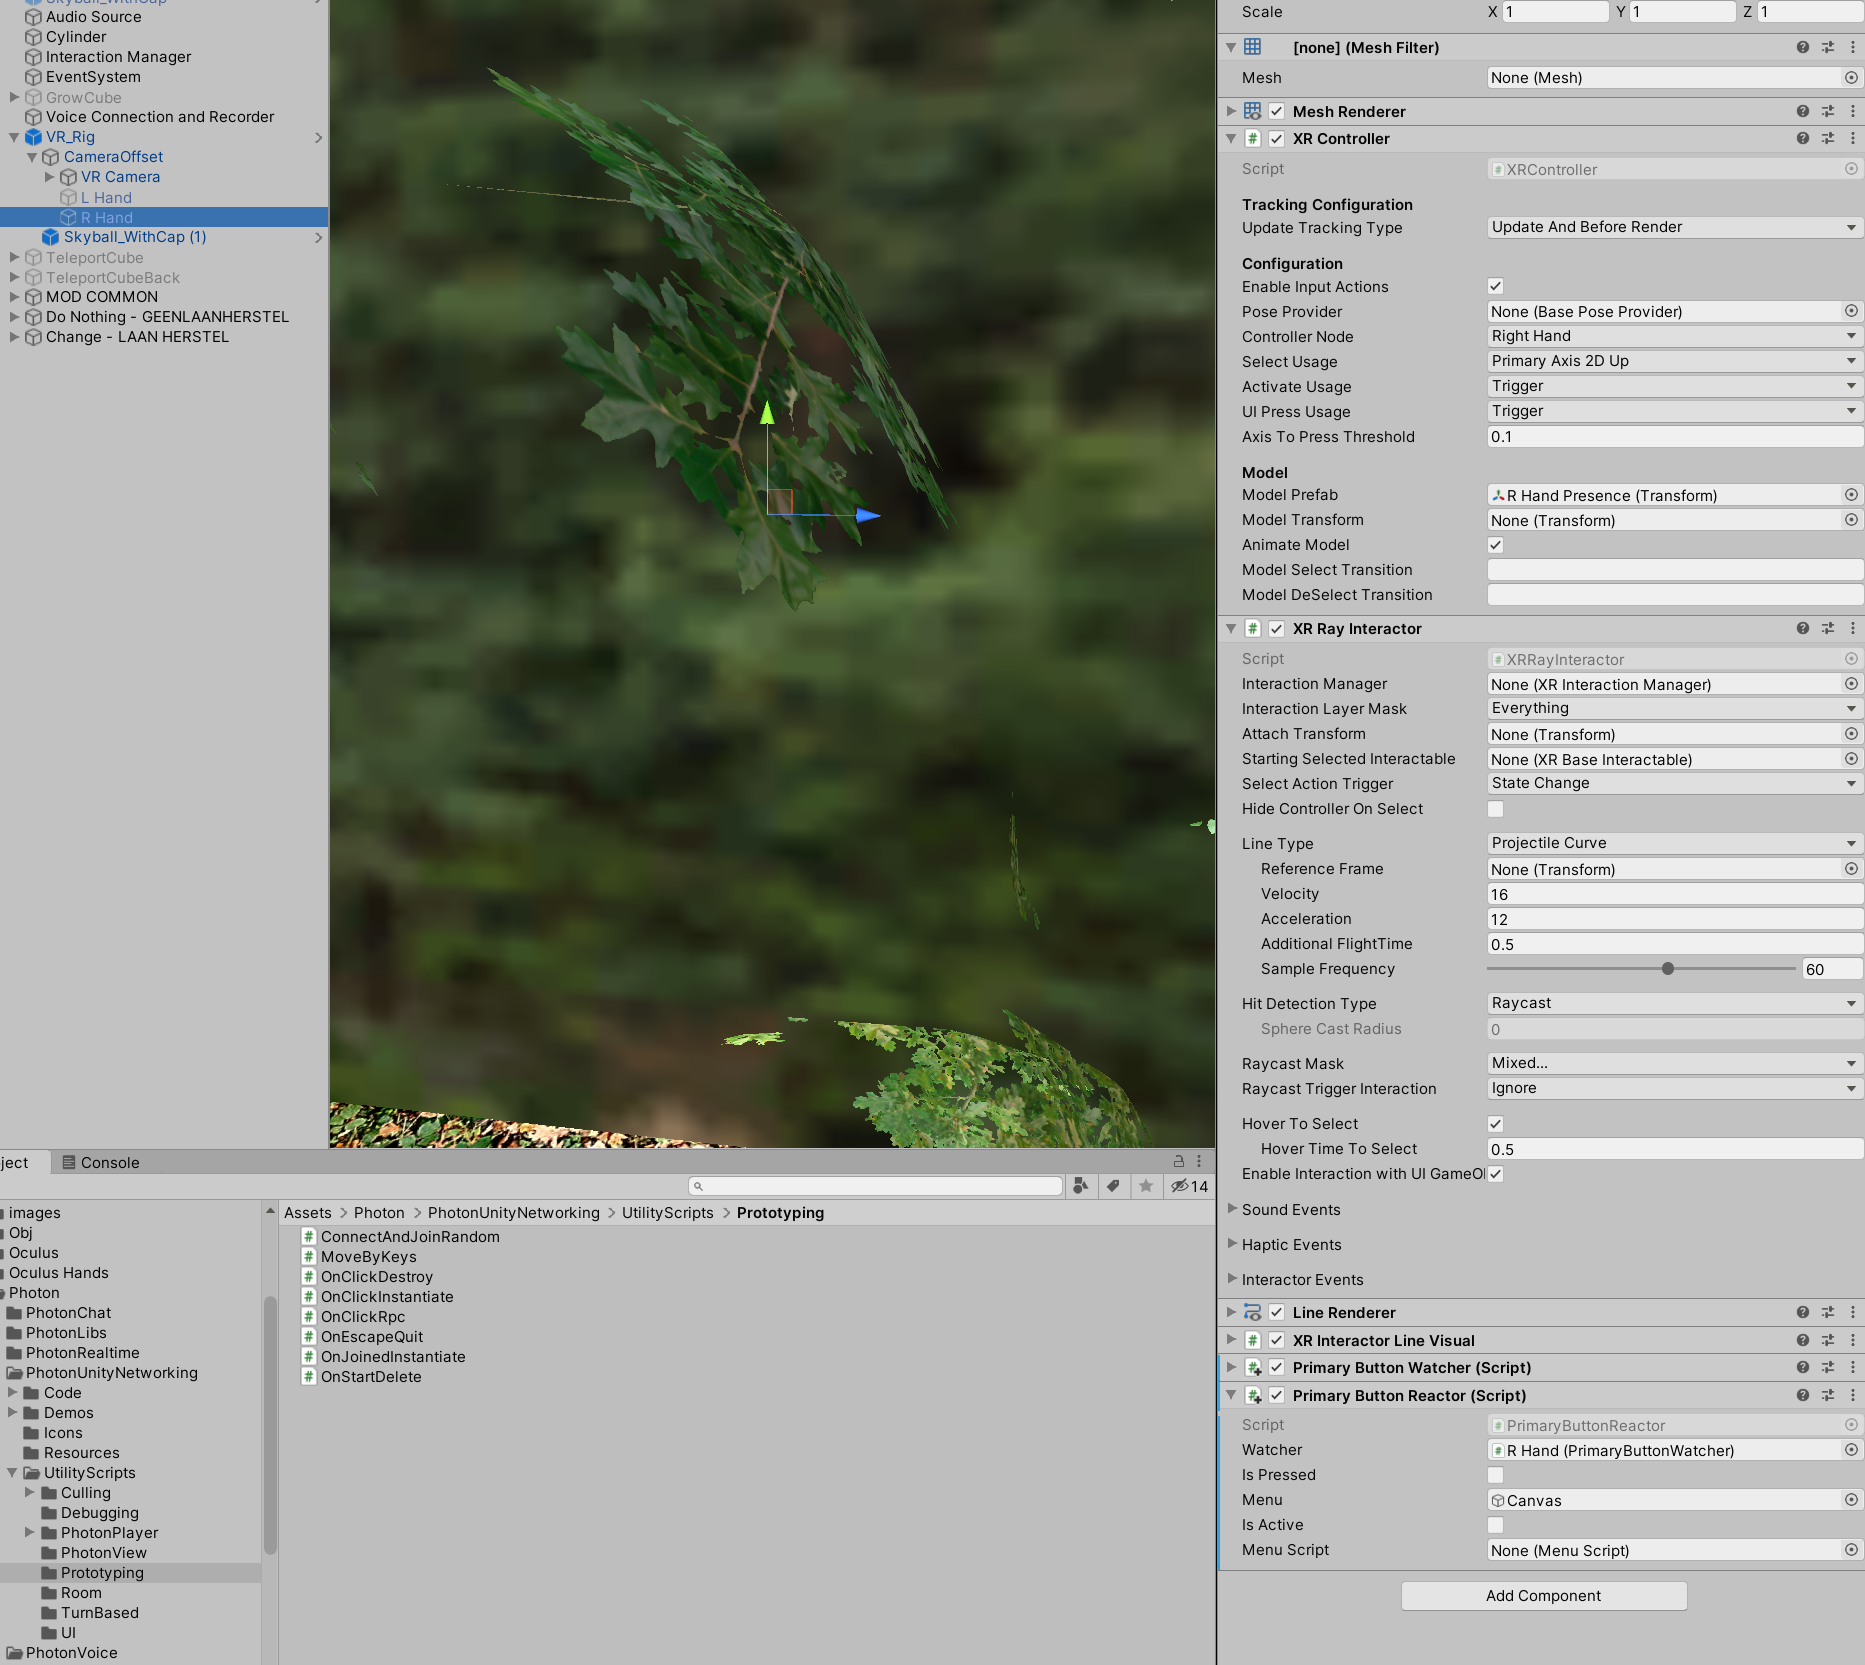 Skyball_WithCap
Audio Source
Cylinder
Interaction Manager
EventSystem
GrowCube
Voice Connection and Recorder
VR_Rig
CameraOffset
VR Camera
L Hand
R Hand
Skyball_WithCap (1)
TeleportCube
TeleportCubeBack
MOD COMMON
Do Nothing - GEENLAANHERSTEL
Change - LAAN HERSTEL
Scale X 1 Y 1 Z 1
[none] (Mesh Filter)
Mesh None (Mesh)
Mesh Renderer
XR Controller
Script XRController
Tracking Configuration
Update Tracking Type Update And Before Render
Configuration
Enable Input Actions
Pose Provider None (Base Pose Provider)
Controller Node Right Hand
Select Usage Primary Axis 2D Up
Activate Usage Trigger
UI Press Usage Trigger
Axis To Press Threshold 0.1
Model
Model Prefab R Hand Presence (Transform)
Model Transform None (Transform)
Animate Model
Model Select Transition
Model DeSelect Transition
XR Ray Interactor
Script XRRayInteractor
Interaction Manager None (XR Interaction Manager)
Interaction Layer Mask Everything
Attach Transform None (Transform)
Starting Selected Interactable None (XR Base Interactable)
Select Action Trigger State Change
Hide Controller On Select
Line Type Projectile Curve
Reference Frame None (Transform)
Velocity 16
Acceleration 12
Additional FlightTime 0.5
Sample Frequency 60
Hit Detection Type Raycast
Sphere Cast Radius 0
Raycast Mask Mixed...
Raycast Trigger Interaction Ignore
Hover To Select
Hover Time To Select 0.5
Enable Interaction with UI GameOl
Sound Events
Haptic Events
Interactor Events
Line Renderer
XR Interactor Line Visual
Primary Button Watcher (Script)
Primary Button Reactor (Script)
Script PrimaryButtonReactor
Watcher R Hand (PrimaryButtonWatcher)
Is Pressed
Menu Canvas
Is Active
Menu Script None (Menu Script)
Add Component
ject Console
14
images
Obj
Oculus
Oculus Hands
Photon
PhotonChat
PhotonLibs
PhotonRealtime
PhotonUnityNetworking
Code
Demos
Icons
Resources
UtilityScripts
Culling
Debugging
PhotonPlayer
PhotonView
Prototyping
Room
TurnBased
UI
PhotonVoice
Assets > Photon > PhotonUnityNetworking > UtilityScripts > Prototyping
ConnectAndJoinRandom
MoveByKeys
OnClickDestroy
OnClickInstantiate
OnClickRpc
OnEscapeQuit
OnJoinedInstantiate
OnStartDelete